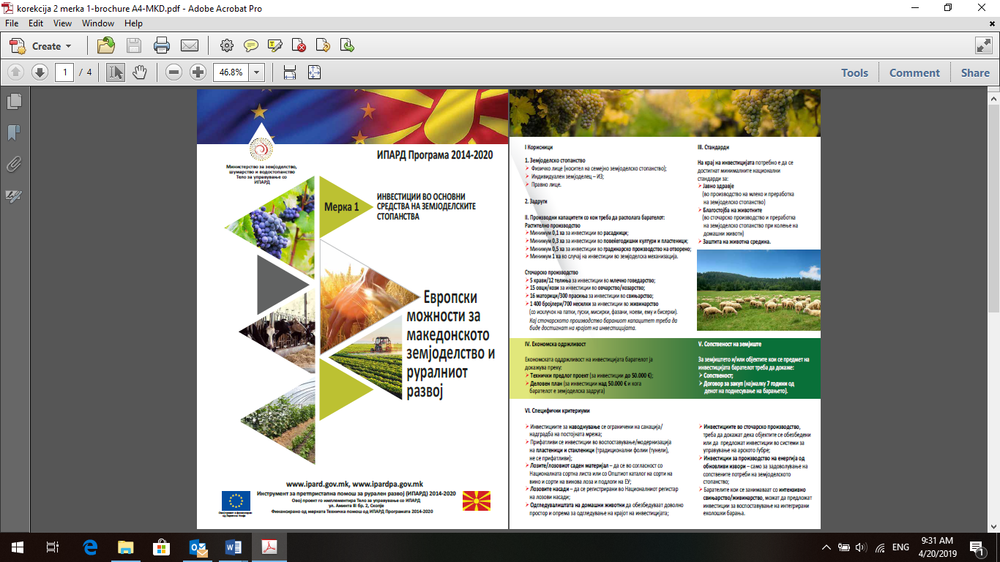 korekcija 2 merka 1-brochure A4-MKD.pdf - Adobe Acrobat Pro
File Edit View Window Help
Create
1 / 4 46.8% Tools Comment Share
Министерство за земјоделство,
шумарство и водостопанство
Тело за управување со
ИПАРД
ИПАРД Програма 2014-2020
Мерка 1
ИНВЕСТИЦИИ ВО ОСНОВНИ
СРЕДСТВА НА ЗЕМЈОДЕЛСКИТЕ
СТОПАНСТВА
Европски
можности за
македонското
земјоделство и
руралниот
развој
www.ipard.gov.mk, www.ipardpa.gov.mk
Инструмент за претпристапна помош за рурален развој (ИПАРД) 2014-2020
Овој проект го имплементира Тело за управување со ИПАРД
ул. Аминта III бр. 2, Скопје
Финансирано од мерката Техничка помош од ИПАРД Програмата 2014-2020
Овој проект е финансиран
од Европска Унија
I Корисници
1. Земјоделско стопанство
Физичко лице (носител на семејно земјоделско стопанство);
Индивидуален земјоделец – ИЗ;
Правно лице.
2. Задруги
II. Производни капацитети со кои треба да располага барателот:
Растително производство
Минимум 0,1 ха за инвестиции во расадници;
Минимум 0,3 ха за инвестиции во повеќегодишни култури и пластеници;
Минимум 0,5 ха за инвестиции во градинарско производство на отворено;
Минимум 1 ха во случај на инвестиции во земјоделска механизација.
Сточарско производство
5 крави/12 телиња за инвестиции во млечно говедарство;
15 овци/кози за инвестиции во овчарство/козарство;
16 маторици/300 прасиња за инвестиции во свињарство;
1 400 бројлери/700 несилки за инвестиции во живинарство
(со исклучок на патки, гуски, мисирки, фазани, ноеви, ему и бисерки).
Кај сточарското производство бараниот капацитет треба да
биде достигнат на крајот на инвестицијата.
III. Стандарди
На крај на инвестицијата потребно е да се
достигнат минималните национални
стандарди за:
Јавно здравје
(во производство на млеко и преработка
на земјоделско стопанство)
Благостојба на животните
(во сточарско производство и преработка
на земјоделско стопанство при колење на
домашни животн)
Заштита на животна средина.
IV. Економска одржливост
Економската оддржливост на инвестицијата барателот ја
докажува преку:
Технички предлог проект (за инвестиции до 50.000 €);
Деловен план (за инвестиции над 50.000 € и кога
барателот е земјоделска задруга)
V. Сопственост на земјиште
За земјиштето и/или објектите кои се предмет на
инвестицијата барателот треба да докаже:
Сопственост;
Договор за закуп (најмалку 7 години од
денот на поднесување на барањето).
VI. Специфични критериуми
Инвестициите за наводнување се ограничени на санација/
надградба на постојната мрежа;
Прифатливи се инвестиции во воспоставување/модернизација
на пластеници и стакленици (традиционални фолии (тунели),
не се прифатливи);
Лозите/лозовиот саден материјал – да се во согласност со
Националната сортна листа или со Општиот каталог на сорти на
вино и сорти на винова лоза и подлоги на ЕУ;
Лозовите насади – да се регистрирани во Националниот регистар
на лозови насади;
Одгледувалиштата на домашни животни да обезбедуваат доволно
простор и опрема за одгледување на крајот на инвестицијата;
Инвестициите во сточарско производство,
треба да докажат дека објектите се обезбедени
или да предложат инвестиции во системи за
управување на арското ѓубре;
Инвестиции за производство на енергија од
обновливи извори – само за задоволување на
сопствените потреби на земјоделското
стопанство;
Барателите кои се занимаваат со интензивно
свињарство/живинарство, можат да предложат
инвестиции за воспоставување на интегрирани
еколошки барања.
ENG
9:31 AM
4/20/2019
1